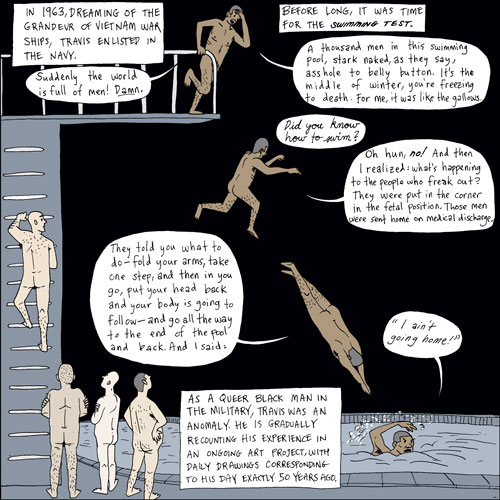 IN 1963, DREAMING OF THE
GRANDEUR OF VIETNAM WAR
SHIPS, TRAVIS ENLISTED IN
THE NAVY.
Suddenly the world
is full of men! Damn.
BEFORE LONG, IT WAS TIME
FOR THE SWIMMING TEST.
A thousand men in this swimming
pool, stark naked, as they say,
asshole to belly button. It's the
middle of winter, you're freezing
to death. For me, it was like the gallows.
Did you know
how to swim?
Oh hun, no! And then
I realized: what's happening
to the people who freak out?
They were put in the corner
in the fetal position. Those men
were sent home on medical discharge.
They told you what to
do—fold your arms, take
one step, and then in you
go, put your head back
and your body is going to
follow—and go all the way
to the end of the pool
and back. And I said:
"I ain't
going home!"
AS A QUEER BLACK MAN IN
THE MILITARY, TRAVIS WAS AN
ANOMALY. HE IS GRADUALLY
RECOUNTING HIS EXPERIENCE IN
AN ONGOING ART PROJECT, WITH
DAILY DRAWINGS CORRESPONDING
TO HIS DAY EXACTLY 50 YEARS AGO.